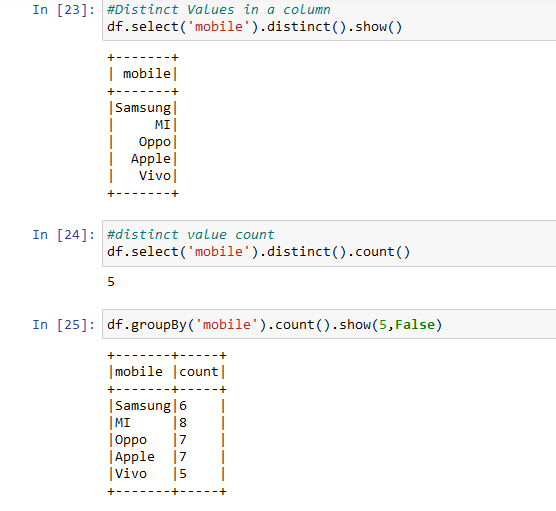 In [23]: #Distinct Values in a column
df.select('mobile').distinct().show()
+-------+
| mobile|
+-------+
|Samsung|
|     MI|
|   Oppo|
|  Apple|
|   Vivo|
+-------+
In [24]: #distinct value count
df.select('mobile').distinct().count()
5
In [25]: df.groupBy('mobile').count().show(5,False)
+-------+-----+
|mobile |count|
+-------+-----+
|Samsung|6    |
|MI     |8    |
|Oppo   |7    |
|Apple  |7    |
|Vivo   |5    |
+-------+-----+